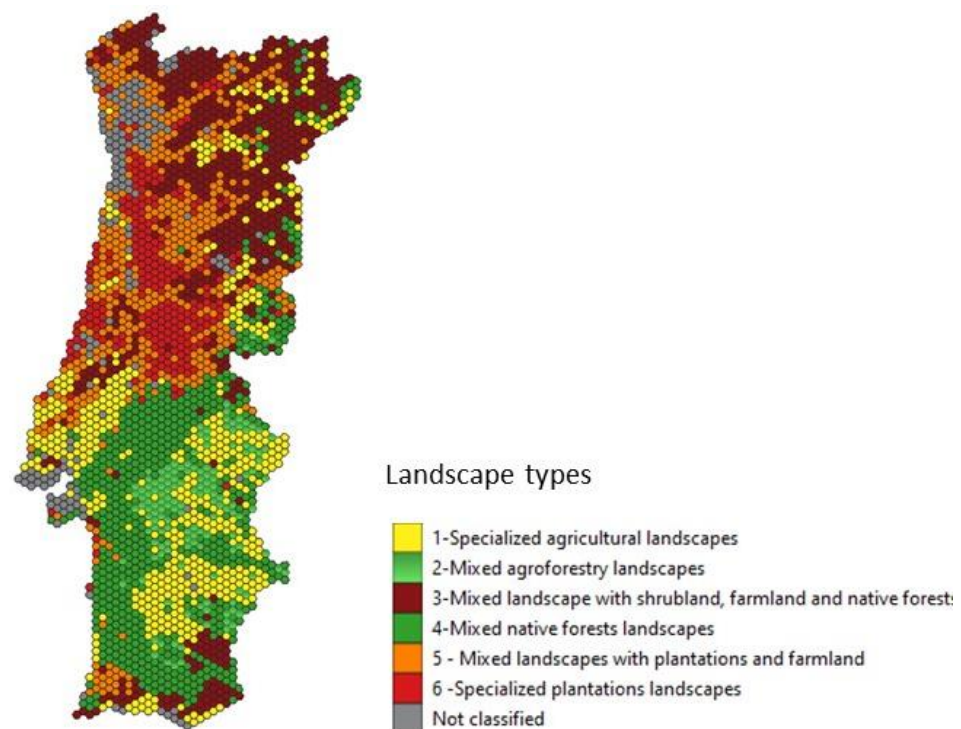 Landscape types
1-Specialized agricultural landscapes
2-Mixed agroforestry landscapes
3-Mixed landscape with shrubland, farmland and native forests
4-Mixed native forests landscapes
5 - Mixed landscapes with plantations and farmland
6 -Specialized plantations landscapes
Not classified